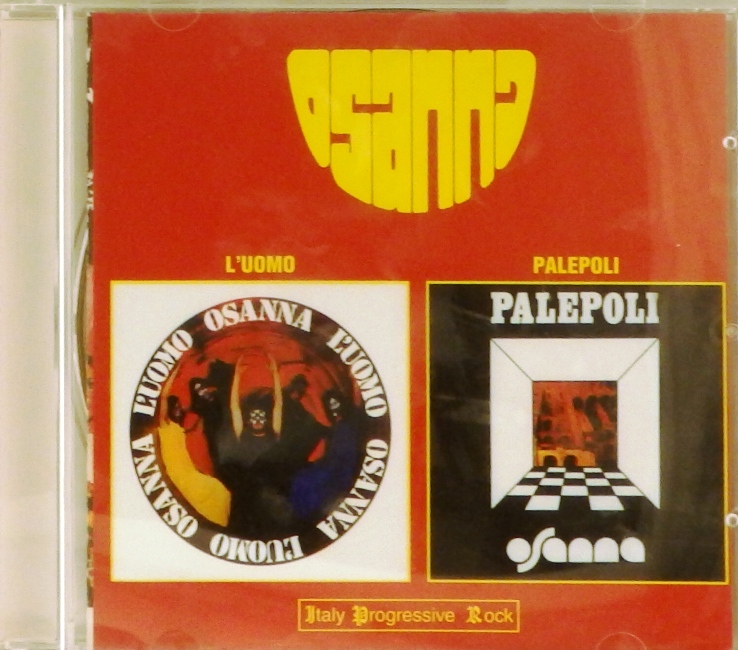 osanna
L'UOMO
PALEPOLI
OSANNA L'UOMO OSANNA L'UOMO OSANNA L'UOMO
PALEPOLI
osanna
Italy Progressive Rock